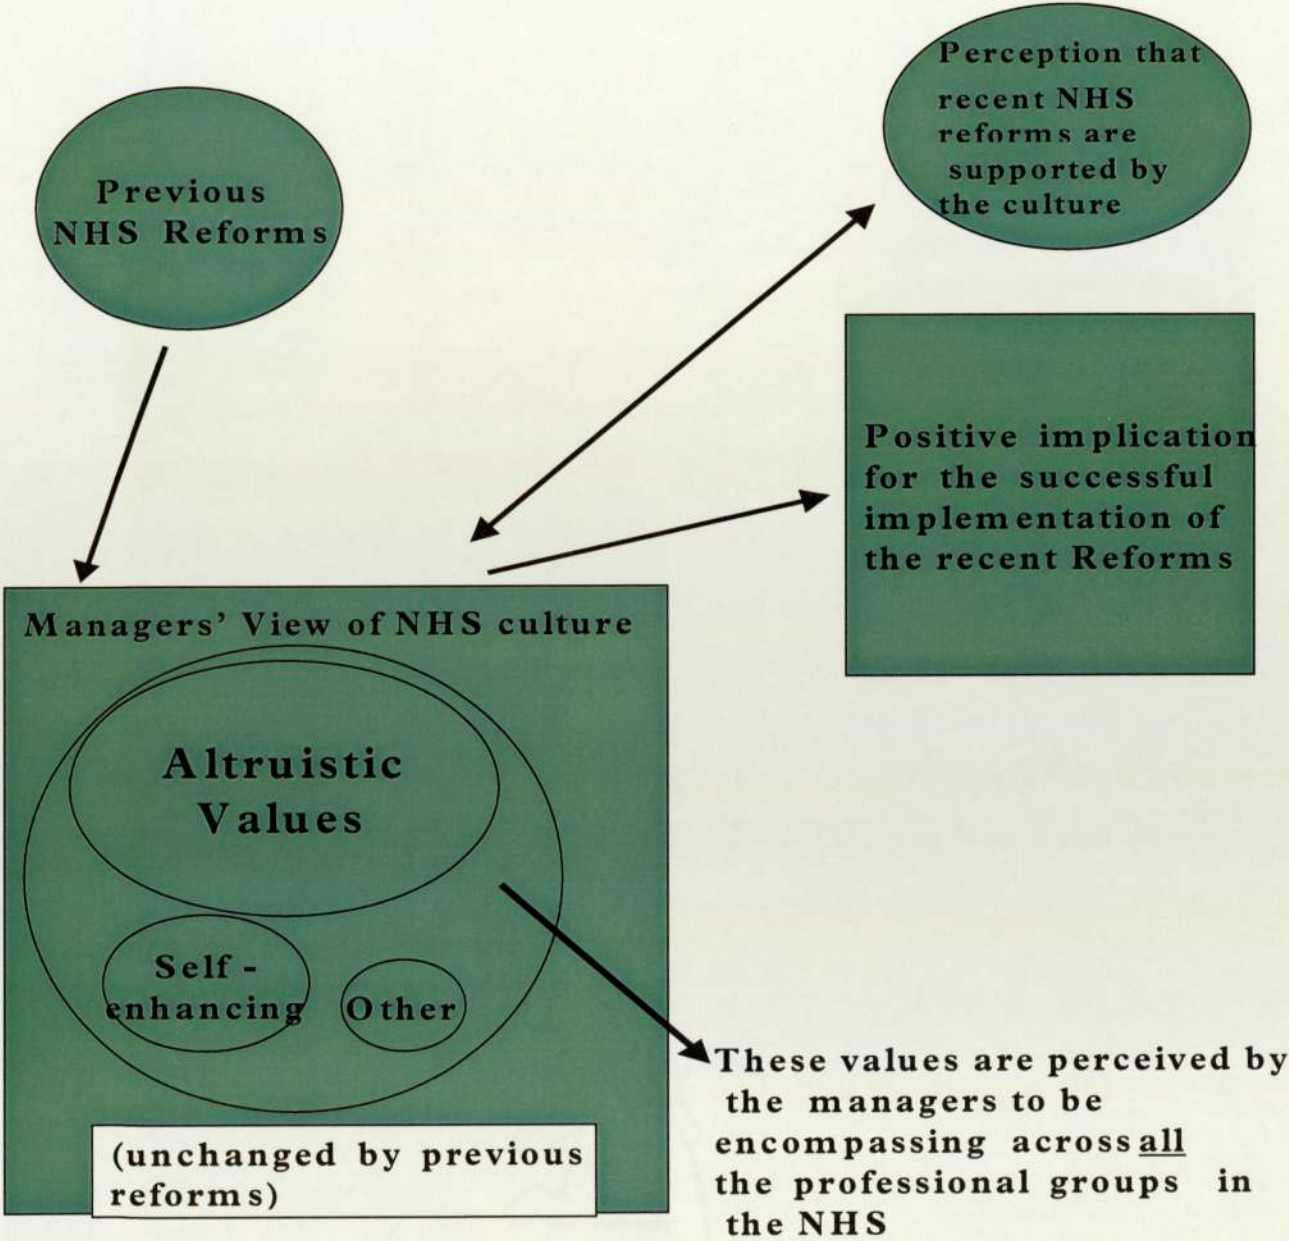 Previous
NHS Reforms
Perception that
recent NHS
reforms are
supported by
the culture
Positive implication
for the successful
implementation of
the recent Reforms
Managers' View of NHS culture
Altruistic
Values
Self -
enhancing
Other
(unchanged by previous
reforms)
These values are perceived by
the managers to be
encompassing across all
the professional groups in
the NHS